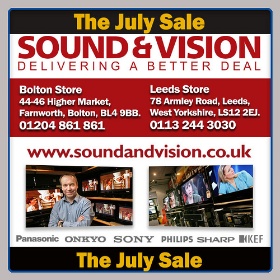 The July Sale
SOUND & VISION
DELIVERING A BETTER DEAL
Bolton Store
44-46 Higher Market,
Farnworth, Bolton, BL4 9BB.
01204 861 861
Leeds Store
78 Armley Road, Leeds,
West Yorkshire, LS12 2EJ.
0113 244 3030
www.soundandvision.co.uk
Panasonic ONKYO SONY PHILIPS SHARP KEF
The July Sale